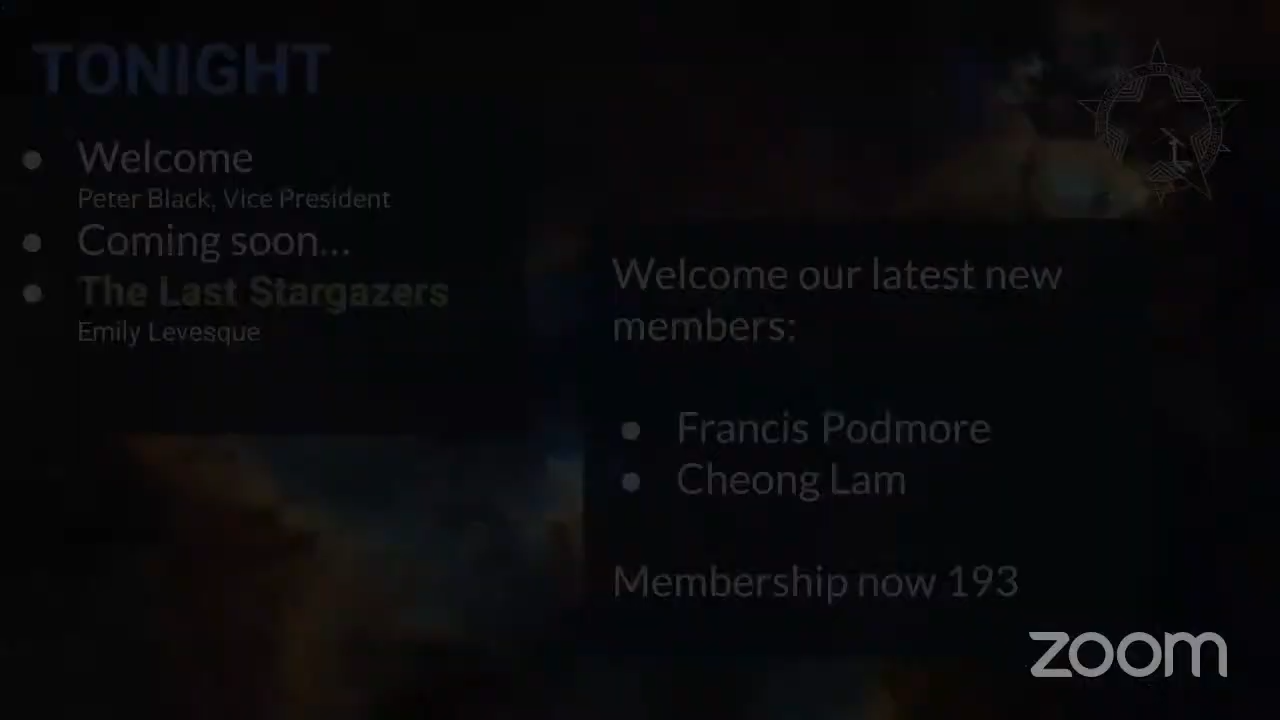 TONIGHT
● Welcome
Peter Black, Vice President
● Coming soon...
● The Last Stargazers
Emily Levesque
Welcome our latest new
members:
● Francis Podmore
● Cheong Lam
Membership now 193
zoom